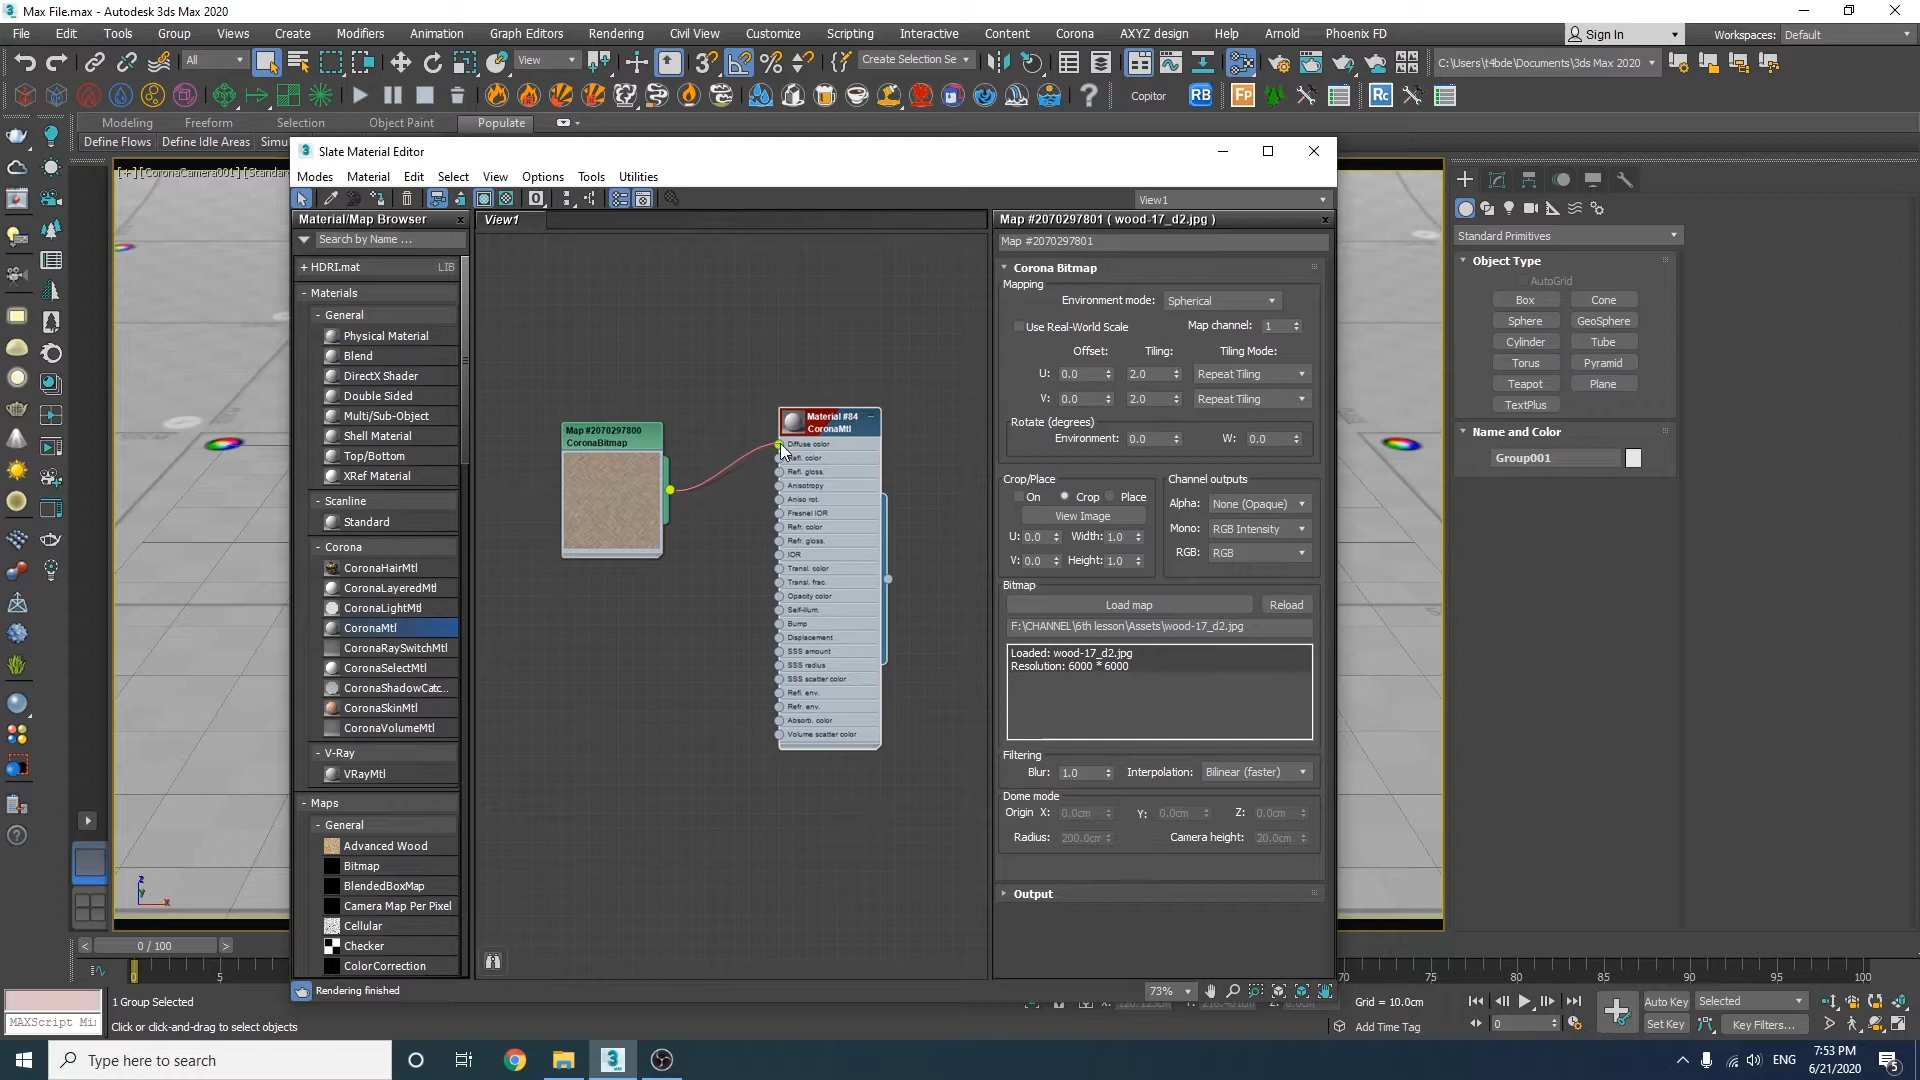 Max File.max - Autodesk 3ds Max 2020
File Edit Tools Group Views Create Modifiers Animation Graph Editors Rendering Civil View Customize Scripting Interactive Content Corona AXYZ design Help Arnold Phoenix FD Sign In Workspaces: Default
All View Create Selection Se C:\Users\t4bde\Documents\3ds Max 2020
Copitor RB Fp Rc
Modeling Freeform Selection Object Paint Populate
Define Flows Define Idle Areas Simu
Slate Material Editor
[+][CoronaCamera001][Standar
Modes Material Edit Select View Options Tools Utilities
View1
Material/Map Browser
Search by Name ...
+ HDRI.mat LIB
- Materials
- General
Physical Material
Blend
DirectX Shader
Double Sided
Multi/Sub-Object
Shell Material
Top/Bottom
XRef Material
- Scanline
Standard
- Corona
CoronaHairMtl
CoronaLayeredMtl
CoronaLightMtl
CoronaMtl
CoronaRaySwitchMtl
CoronaSelectMtl
CoronaShadowCatc...
CoronaSkinMtl
CoronaVolumeMtl
- V-Ray
VRayMtl
- Maps
- General
Advanced Wood
Bitmap
BlendedBoxMap
Camera Map Per Pixel
Cellular
Checker
ColorCorrection
View1
Map #2070297800
CoronaBitmap
Material #84
CoronaMtl
Diffuse color
Refl. color
Refl. gloss.
Anisotropy
Aniso rot.
Fresnel IOR
Refr. color
Refr. gloss.
IOR
Transl. color
Transl. frac.
Opacity color
Self-illum.
Bump
Displacement
SSS amount
SSS radius
SSS scatter color
Refl. env.
Refr. env.
Absorb. color
Volume scatter color
Map #2070297801 ( wood-17_d2.jpg )
Map #2070297801
Corona Bitmap
Mapping
Environment mode: Spherical
Use Real-World Scale Map channel: 1
Offset: Tiling: Tiling Mode:
U: 0.0 2.0 Repeat Tiling
V: 0.0 2.0 Repeat Tiling
Rotate (degrees)
Environment: 0.0 W: 0.0
Crop/Place
On Crop Place
View Image
U: 0.0 Width: 1.0
V: 0.0 Height: 1.0
Channel outputs
Alpha: None (Opaque)
Mono: RGB Intensity
RGB: RGB
Bitmap
Load map Reload
F:\CHANNEL\6th lesson\Assets\wood-17_d2.jpg
Loaded: wood-17_d2.jpg
Resolution: 6000 * 6000
Filtering
Blur: 1.0 Interpolation: Bilinear (faster)
Dome mode
Origin X: 0.0cm Y: 0.0cm Z: 0.0cm
Radius: 200.0cm Camera height: 20.0cm
Output
Standard Primitives
Object Type
AutoGrid
Box Cone
Sphere GeoSphere
Cylinder Tube
Torus Pyramid
Teapot Plane
TextPlus
Name and Color
Group001
z
x
< 0 / 100 >
0 5 70 75 80 85 90 95 100
Rendering finished 73%
1 Group Selected
MAXScript Mi
Click or click-and-drag to select objects
Grid = 10.0cm
Add Time Tag
Auto Key Selected
0 Set Key Key Filters...
Type here to search
ENG 7:53 PM
6/21/2020 5